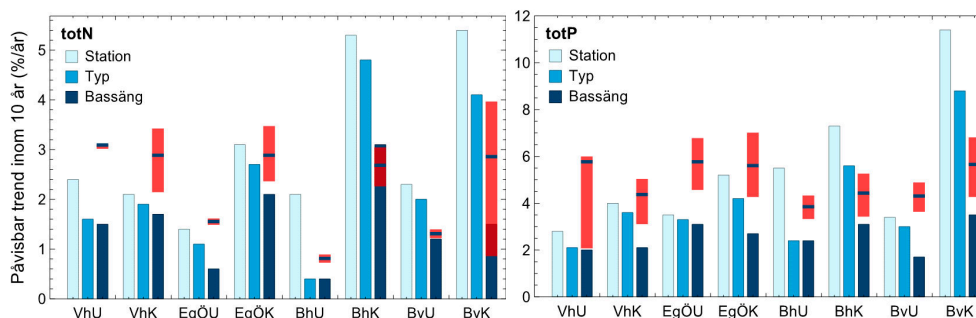 Påvisbar trend inom 10 år (%/år)
totN
Station
Typ
Bassäng
5
4
3
2
1
0
VhU VhK EgÖU EgÖK BhU BhK BvU BvK
totP
Station
Typ
Bassäng
12
10
8
6
4
2
0
VhU VhK EgÖU EgÖK BhU BhK BvU BvK